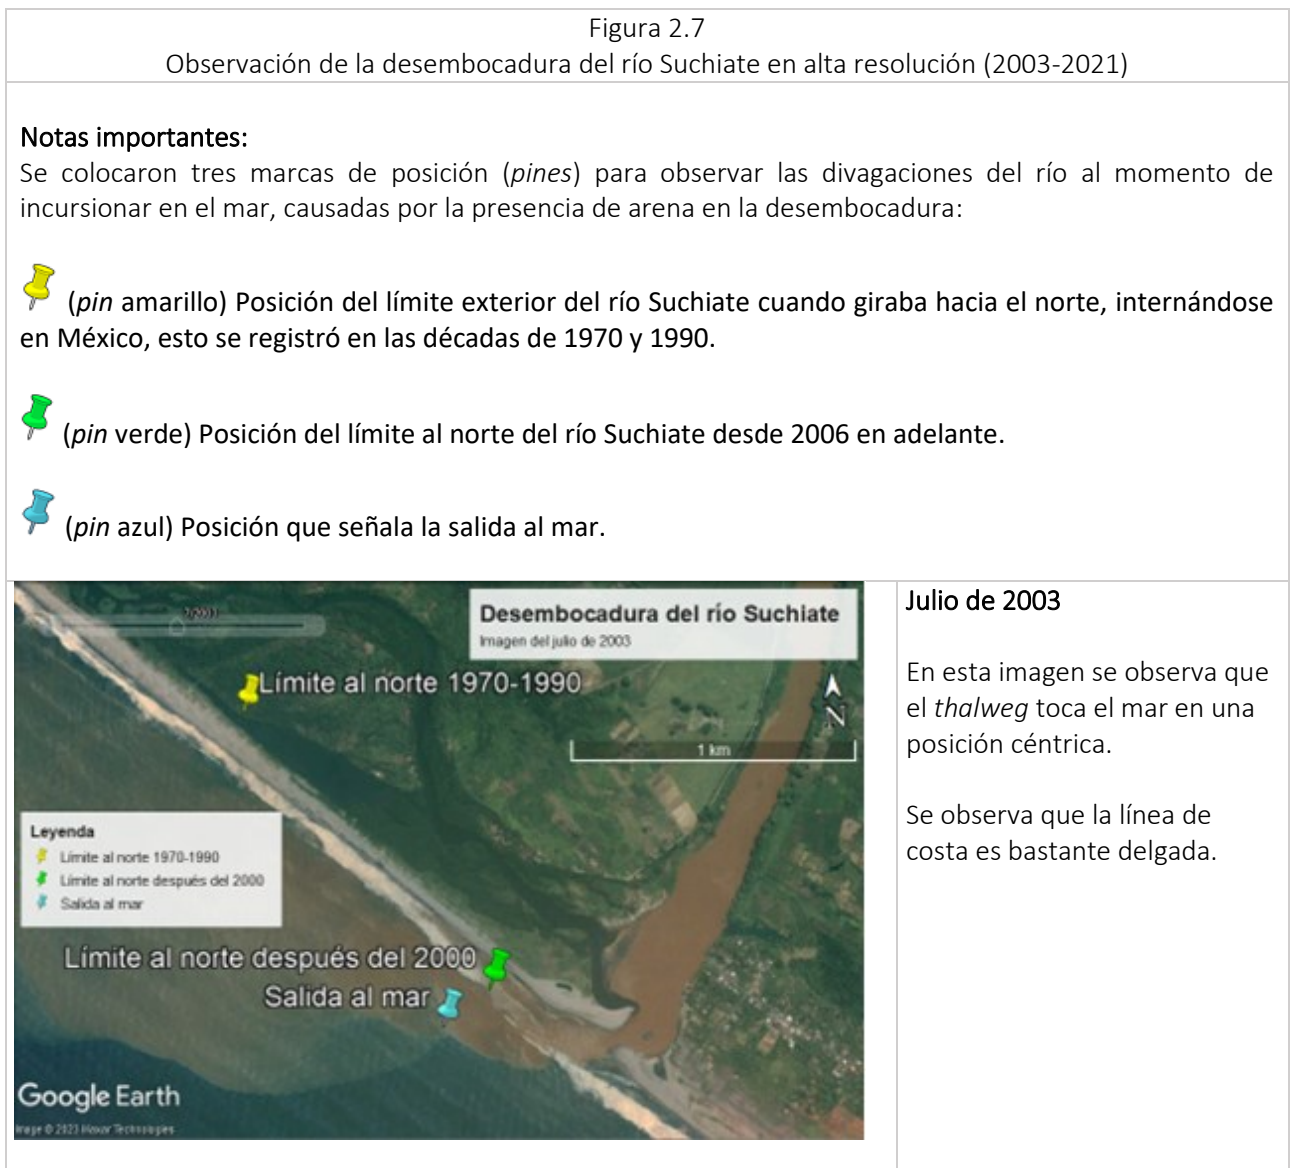 Figura 2.7
Observación de la desembocadura del río Suchiate en alta resolución (2003-2021)
Notas importantes:
Se colocaron tres marcas de posición (pines) para observar las divagaciones del río al momento de
incursionar en el mar, causadas por la presencia de arena en la desembocadura:
(pin amarillo) Posición del límite exterior del río Suchiate cuando giraba hacia el norte, internándose
en México, esto se registró en las décadas de 1970 y 1990.
(pin verde) Posición del límite al norte del río Suchiate desde 2006 en adelante.
(pin azul) Posición que señala la salida al mar.
Desembocadura del río Suchiate
Imagen del julio de 2003
Límite al norte 1970-1990
N
1 km
Leyenda
Límite al norte 1970-1990
Límite al norte después del 2000
Salida al mar
Límite al norte después del 2000
Salida al mar
Google Earth
Image © 2023 Maxar Technologies
Julio de 2003
En esta imagen se observa que
el thalweg toca el mar en una
posición céntrica.
Se observa que la línea de
costa es bastante delgada.